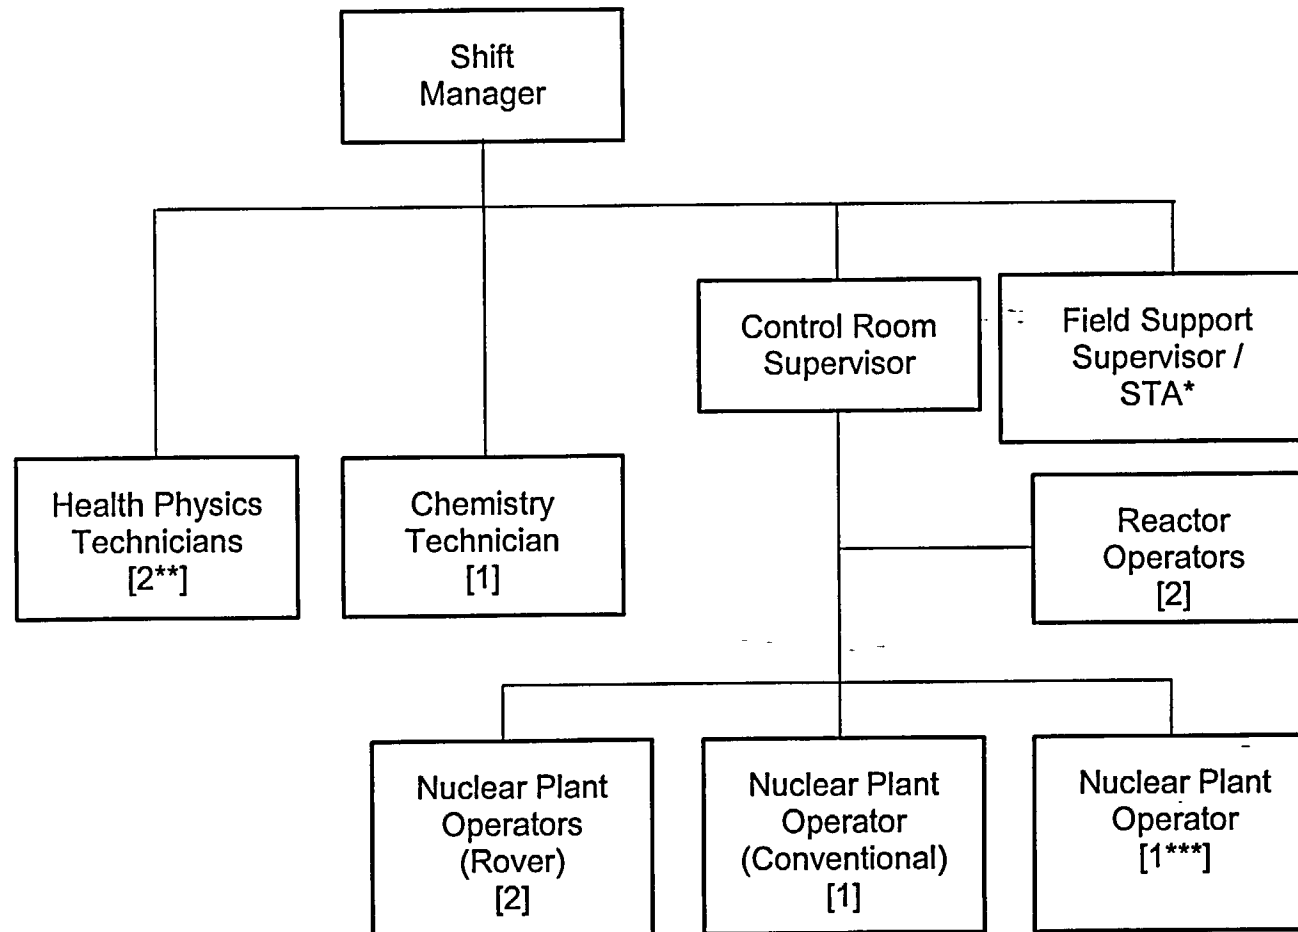 Shift
Manager
Control Room
Supervisor
Field Support
Supervisor /
STA*
Health Physics
Technicians
[2**]
Chemistry
Technician
[1]
Reactor
Operators
[2]
Nuclear Plant
Operators
(Rover)
[2]
Nuclear Plant
Operator
(Conventional)
[1]
Nuclear Plant
Operator
[1***]